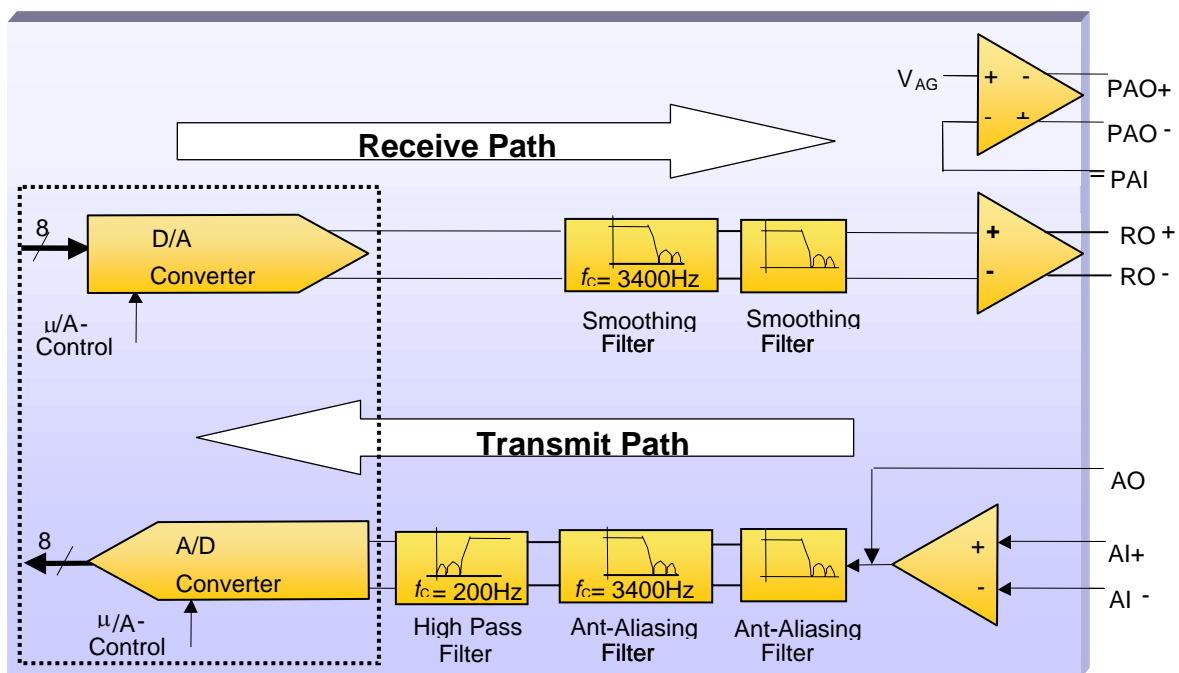 V AG
+ -
- +
PAO+
PAO -
PAI
Receive Path
8
D/A
Converter
μ/A-
Control
fC= 3400Hz
Smoothing
Filter
Smoothing
Filter
+
-
RO +
RO -
Transmit Path
8
A/D
Converter
μ/A-
Control
fC = 200Hz
High Pass
Filter
fC= 3400Hz
Ant-Aliasing
Filter
Ant-Aliasing
Filter
+
-
AO
AI+
AI -